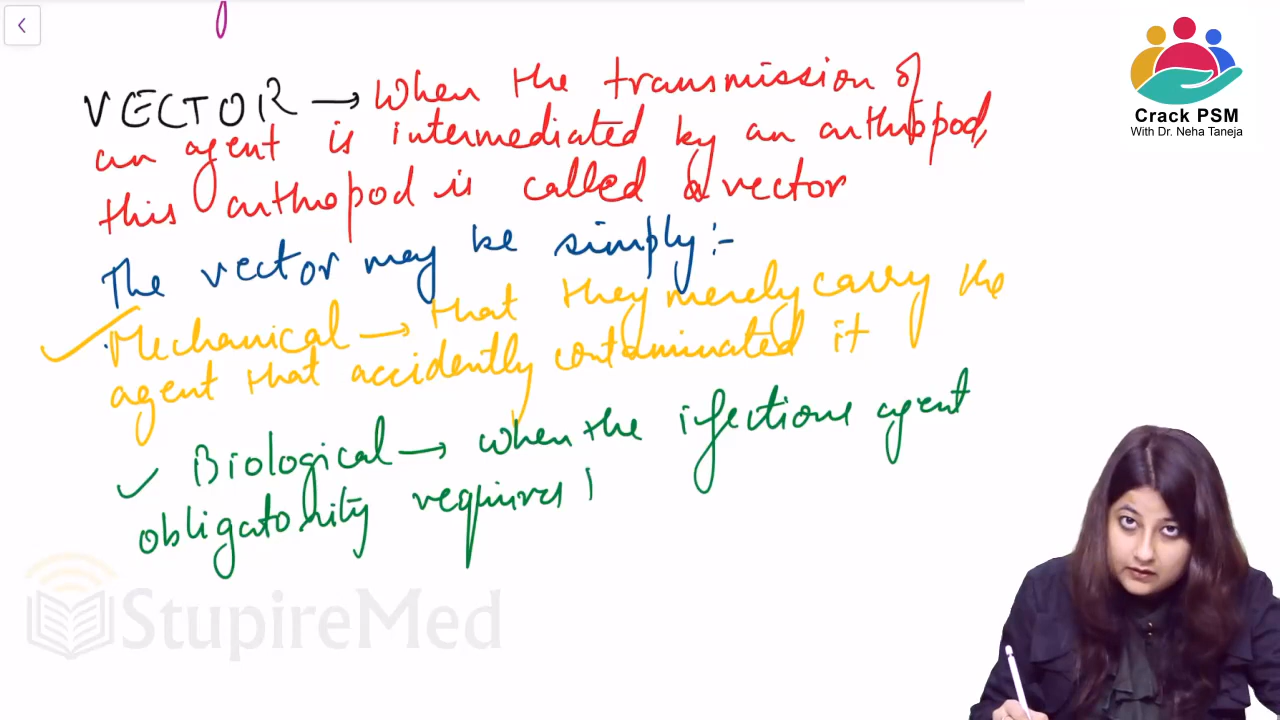 Crack PSM
With Dr. Neha Taneja
VECTOR → When the transmission of
an agent is intermediated by an arthropod,
this arthropod is called a vector
The vector may be simply :-
Mechanical → that they merely carry the
agent that accidently contaminated it
Biological → when the infectious agent
obligatority requires
StupireMed